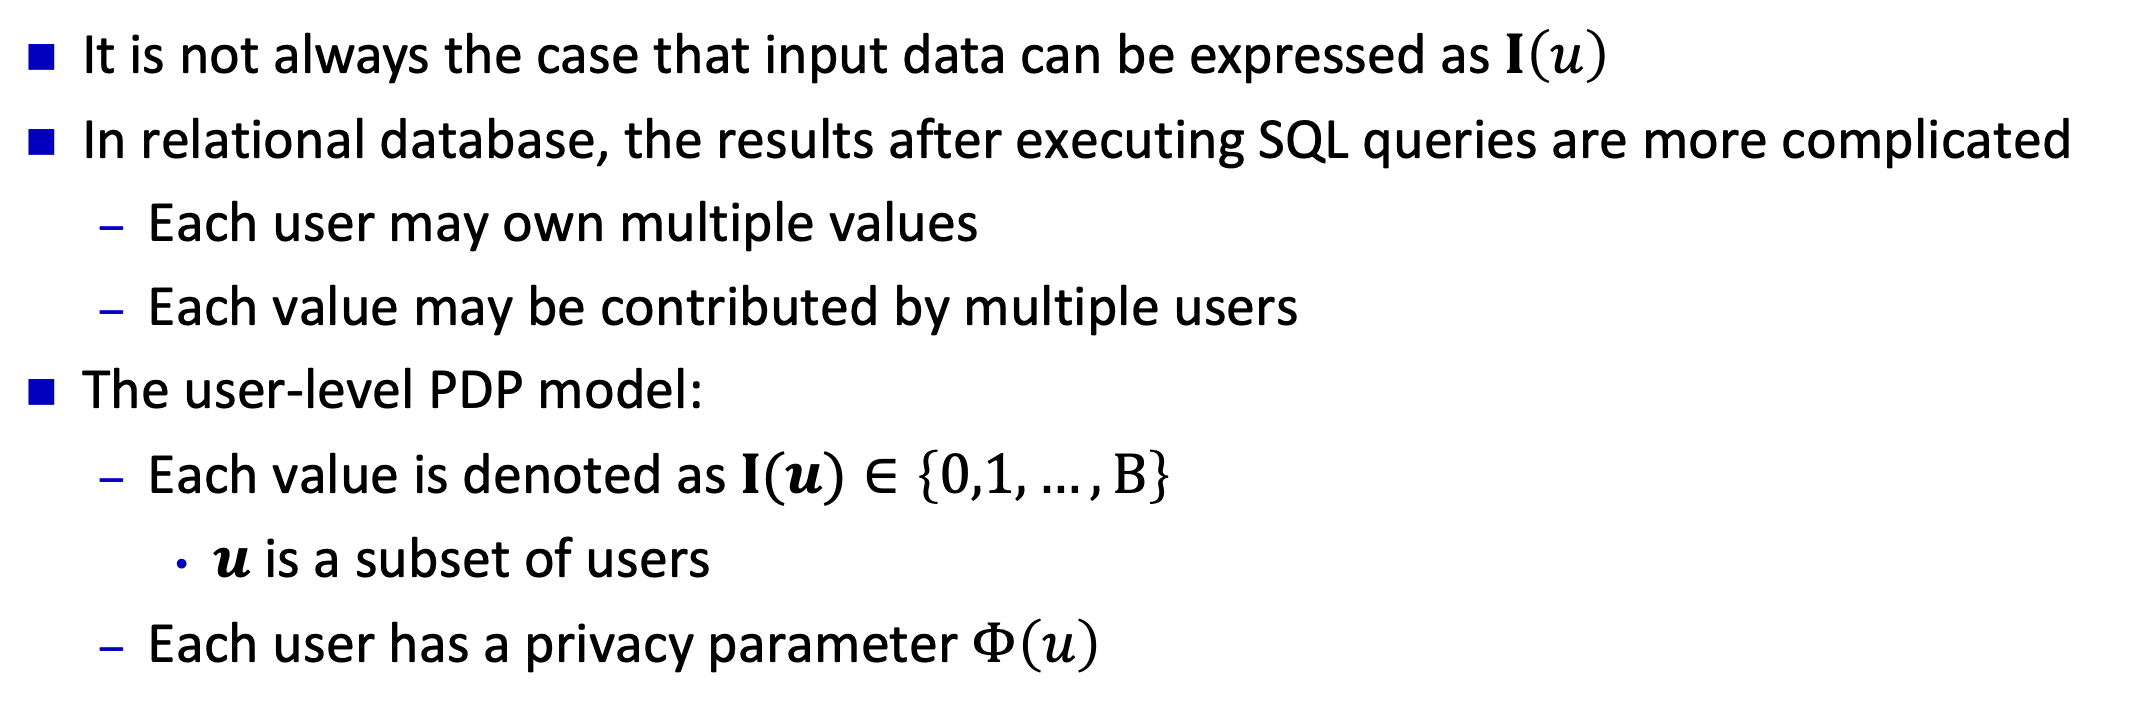 ■ It is not always the case that input data can be expressed as 𝐈(𝑢)
■ In relational database, the results after executing SQL queries are more complicated
– Each user may own multiple values
– Each value may be contributed by multiple users
■ The user-level PDP model:
– Each value is denoted as 𝐈(𝒖) ∈ {0,1, … , B}
• 𝒖 is a subset of users
– Each user has a privacy parameter Φ(𝑢)